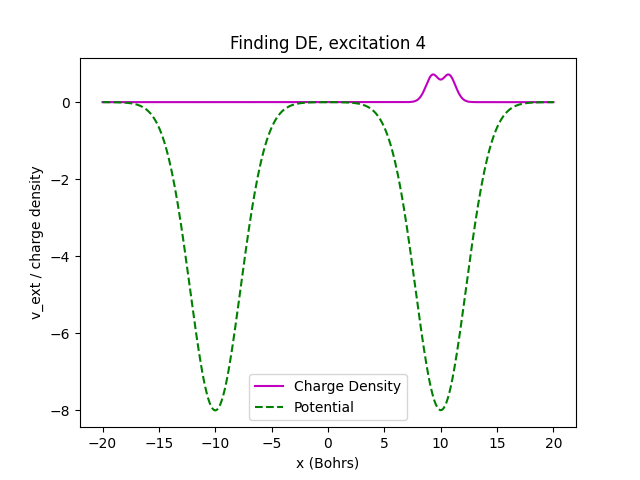 Finding DE, excitation 4
v_ext / charge density
0
−2
−4
−6
−8
Charge Density
Potential
−20 −15 −10 −5 0 5 10 15 20
x (Bohrs)